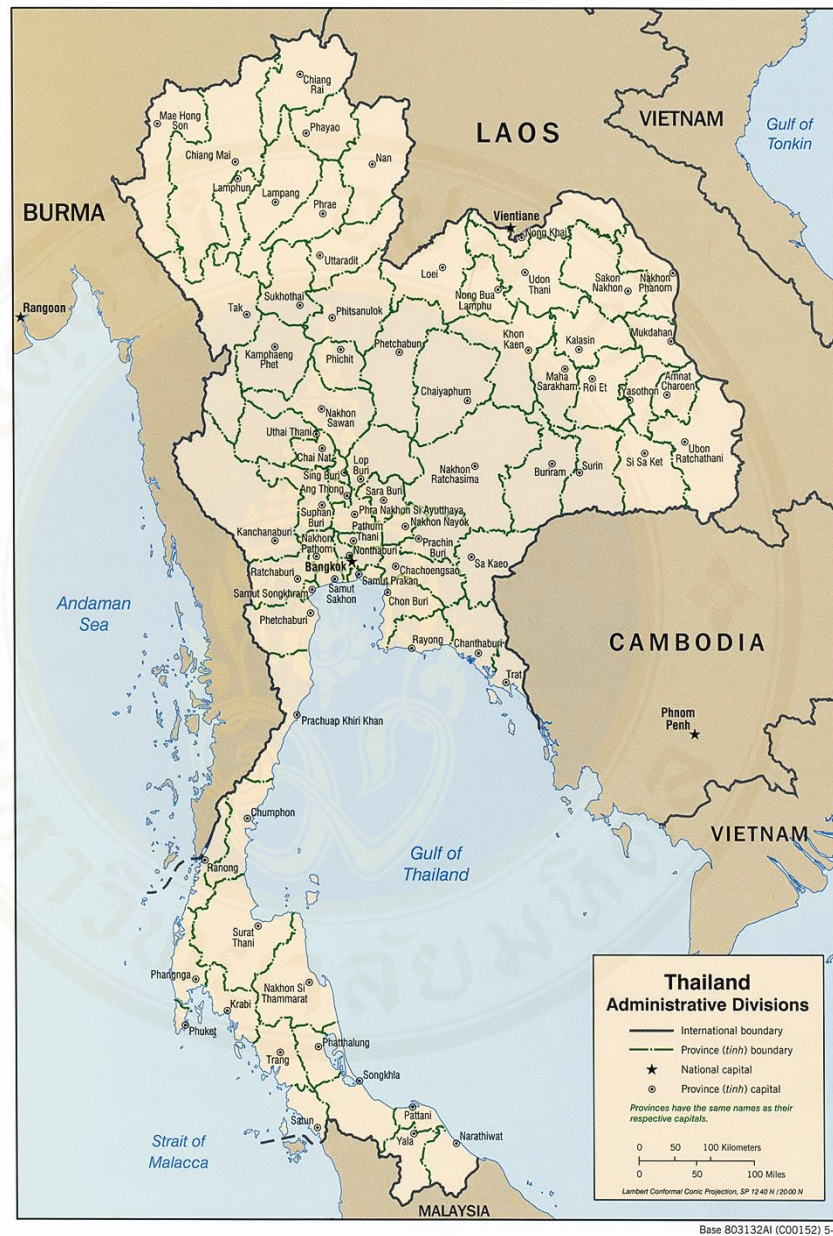 Chiang
Rai
Mae Hong
Son
Phayao
LAOS
VIETNAM
Gulf of
Tonkin
Chiang Mai
Nan
Lamphun
Lampang
BURMA
Phrae
Vientiane
Nong Khai
Uttaradit
Loei
Udon
Thani
Sakon
Nakhon
Nakhon
Phanom
Nong Bua
Lamphu
Rangoon
Tak
Sukhothai
Phitsanulok
Khon
Kaen
Kalasin
Mukdahan
Kamphaeng
Phet
Phichit
Phetchabun
Maha
Sarakham
Roi Et
Yasothon
Amnat
Charoen
Chaiyaphum
Nakhon
Sawan
Uthai Thani
Chai Nat
Lop
Buri
Nakhon
Ratchasima
Buriram
Surin
Si Sa Ket
Ubon
Ratchathani
Sing Buri
Ang Thong
Sara Buri
Suphan
Buri
Phra Nakhon Si Ayutthaya
Pathum
Thani
Nakhon Nayok
Kanchanaburi
Nakhon
Pathom
Nonthaburi
Prachin
Buri
Bangkok
Sa Kaeo
Ratchaburi
Chachoengsao
Samut Prakan
Samut Songkhram
Samut
Sakhon
Chon Buri
Phetchaburi
Andaman
Sea
Rayong
Chanthaburi
CAMBODIA
Trat
Prachuap Khiri Khan
Phnom
Penh
Chumphon
VIETNAM
Gulf of
Thailand
Ranong
Surat
Thani
Phangnga
Nakhon Si
Thammarat
Krabi
Phuket
Phatthalung
Trang
Songkhla
Pattani
Satun
Yala
Narathiwat
Strait of
Malacca
MALAYSIA
Thailand
Administrative Divisions
International boundary
Province (tinh) boundary
National capital
Province (tinh) capital
Provinces have the same names as their
respective capitals.
0 50 100 Kilometers
0 50 100 Miles
Lambert Conformal Conic Projection, SP 12 40 N / 20 00 N
Base 803132AI (C00152) 5-